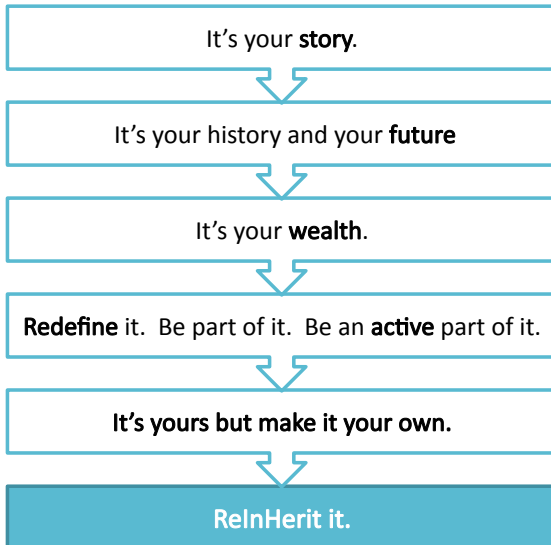 It’s your story.
It’s your history and your future
It’s your wealth.
Redefine it.  Be part of it.  Be an active part of it.
It’s yours but make it your own.
ReInHerit it.